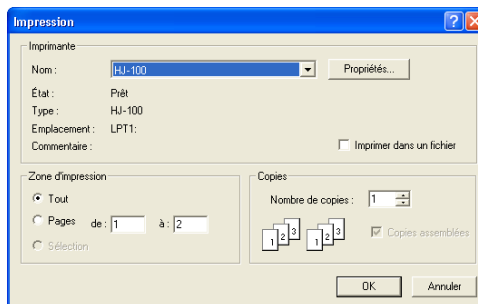 Impression
Imprimante
Nom : HJ-100 Propriétés...
État : Prêt
Type : HJ-100
Emplacement : LPT1:
Commentaire : Imprimer dans un fichier
Zone d'impression
Tout
Pages de : 1 à : 2
Sélection
Copies
Nombre de copies : 1
1 2 3 1 2 3
Copies assemblées
OK Annuler